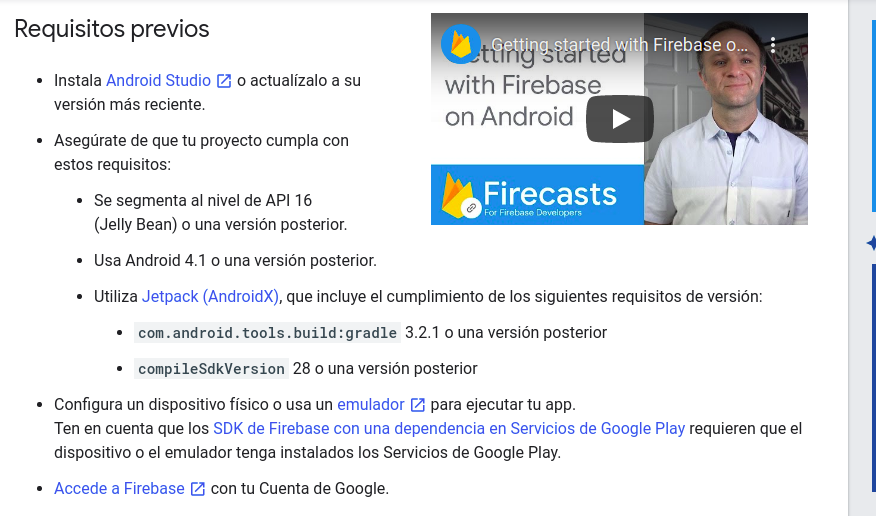 Requisitos previos
Instala Android Studio o actualízalo a su
versión más reciente.
Asegúrate de que tu proyecto cumpla con
estos requisitos:
Se segmenta al nivel de API 16
(Jelly Bean) o una versión posterior.
Usa Android 4.1 o una versión posterior.
Utiliza Jetpack (AndroidX), que incluye el cumplimiento de los siguientes requisitos de versión:
com.android.tools.build:gradle 3.2.1 o una versión posterior
compileSdkVersion 28 o una versión posterior
Configura un dispositivo físico o usa un emulador para ejecutar tu app.
Ten en cuenta que los SDK de Firebase con una dependencia en Servicios de Google Play requieren que el
dispositivo o el emulador tenga instalados los Servicios de Google Play.
Accede a Firebase con tu Cuenta de Google.
Getting started with Firebase o...
Getting started
with Firebase
on Android
Firecasts
For Firebase Developers